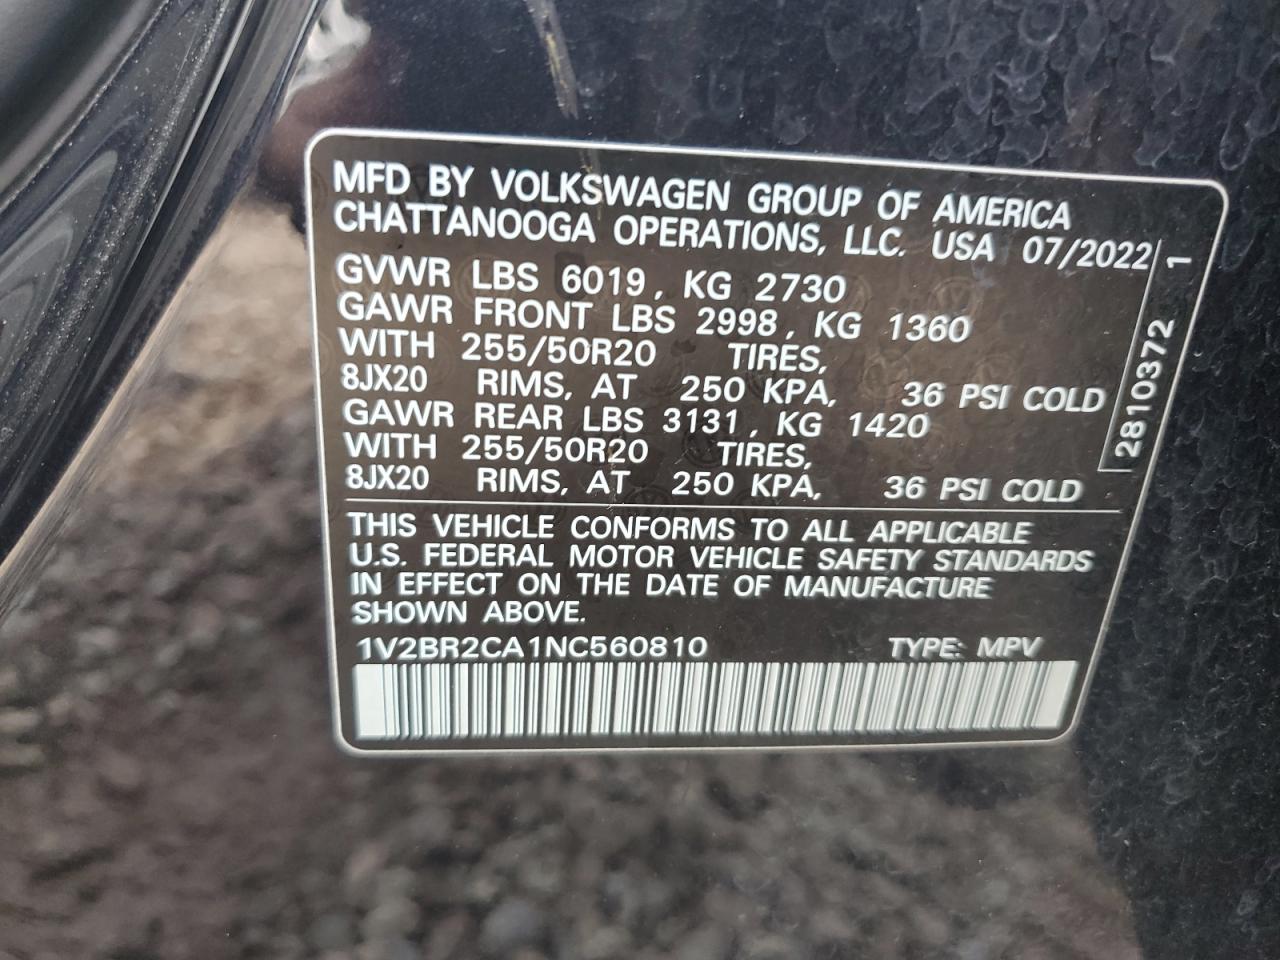 MFD BY VOLKSWAGEN GROUP OF AMERICA
CHATTANOOGA OPERATIONS, LLC. USA 07/2022
GVWR LBS 6019, KG 2730
GAWR FRONT LBS 2998, KG 1360
WITH 255/50R20 TIRES,
8JX20 RIMS, AT 250 KPA, 36 PSI COLD
GAWR REAR LBS 3131, KG 1420
WITH 255/50R20 TIRES,
8JX20 RIMS, AT 250 KPA, 36 PSI COLD
THIS VEHICLE CONFORMS TO ALL APPLICABLE
U.S. FEDERAL MOTOR VEHICLE SAFETY STANDARDS
IN EFFECT ON THE DATE OF MANUFACTURE
SHOWN ABOVE.
1V2BR2CA1NC560810 TYPE: MPV
2810372 1